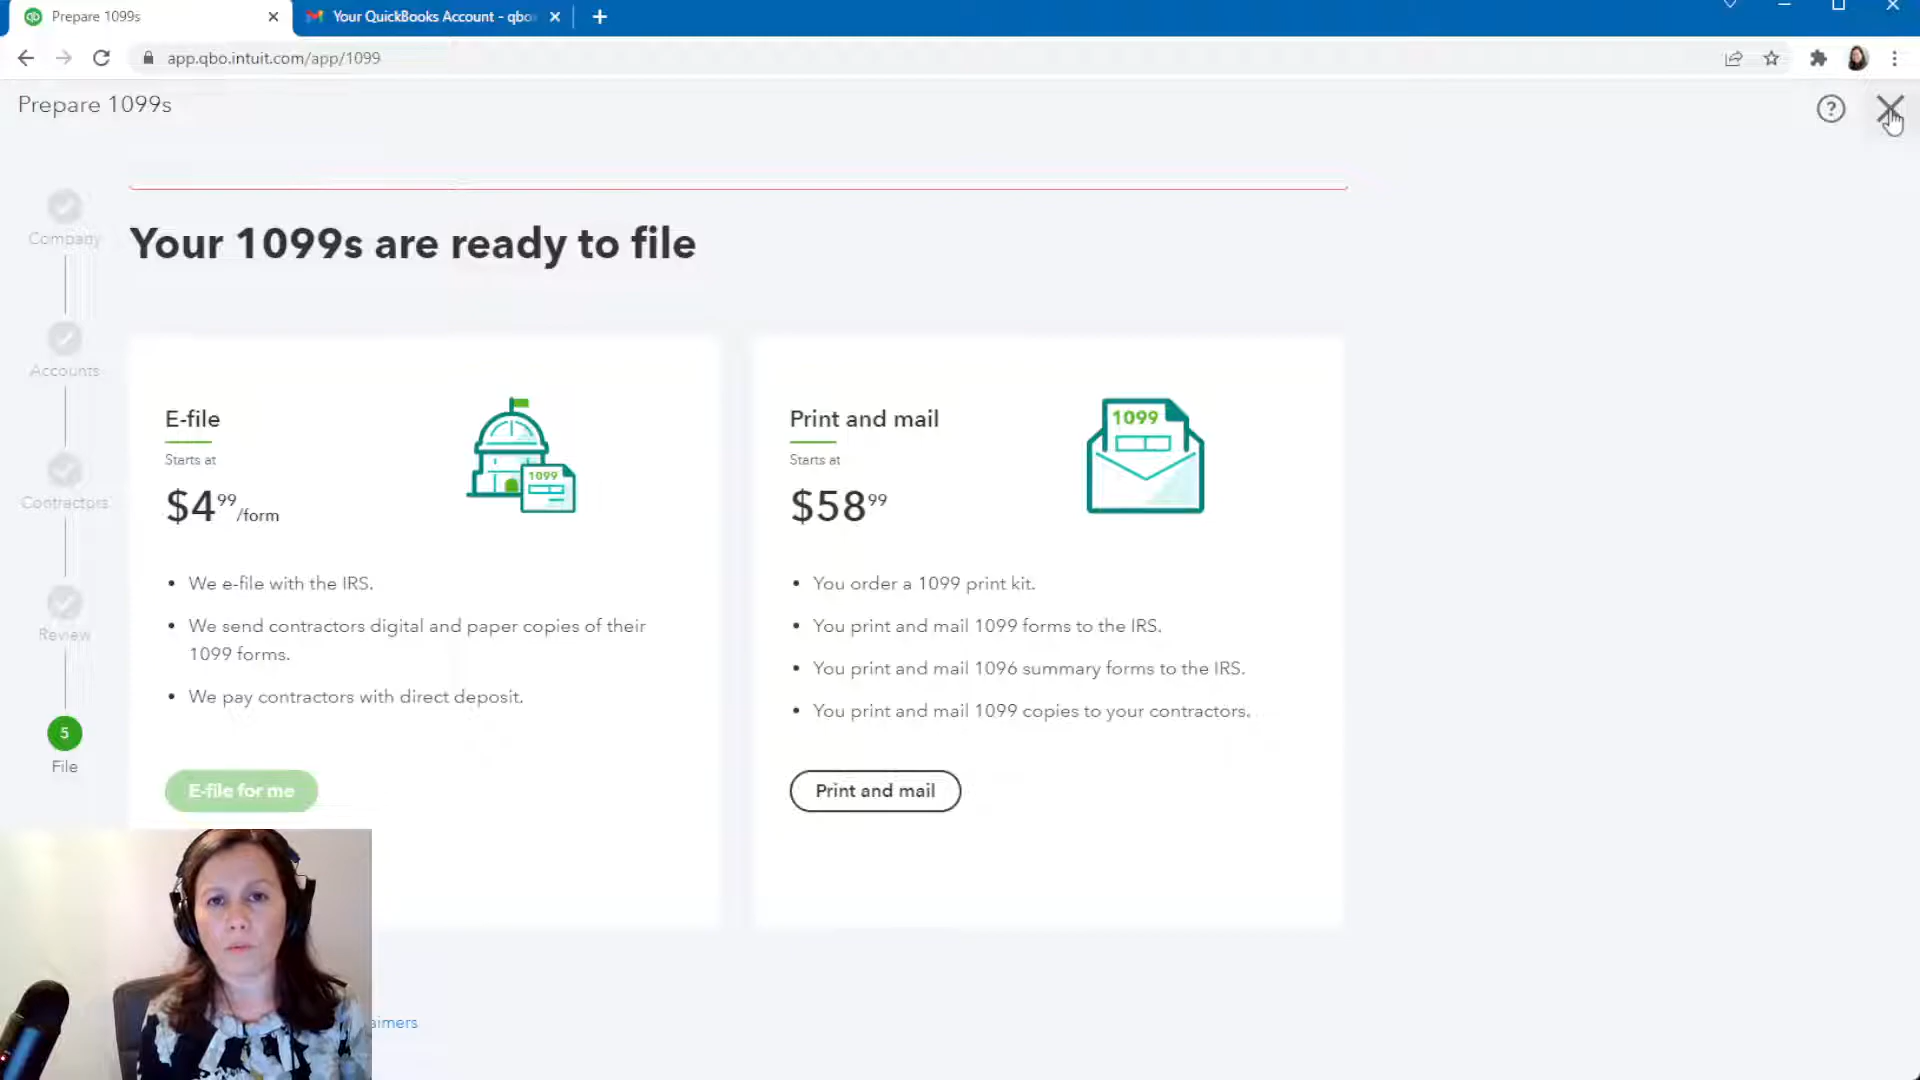 qb Prepare 1099s
Your QuickBooks Account - qbo
app.qbo.intuit.com/app/1099
Prepare 1099s
?
Company
Accounts
Contractors
Review
5
File
Your 1099s are ready to file
E-file
Starts at
$4 99 /form
1099
• We e-file with the IRS.
• We send contractors digital and paper copies of their
1099 forms.
• We pay contractors with direct deposit.
E-file for me
Print and mail
Starts at
$58 99
1099
• You order a 1099 print kit.
• You print and mail 1099 forms to the IRS.
• You print and mail 1096 summary forms to the IRS.
• You print and mail 1099 copies to your contractors.
Print and mail